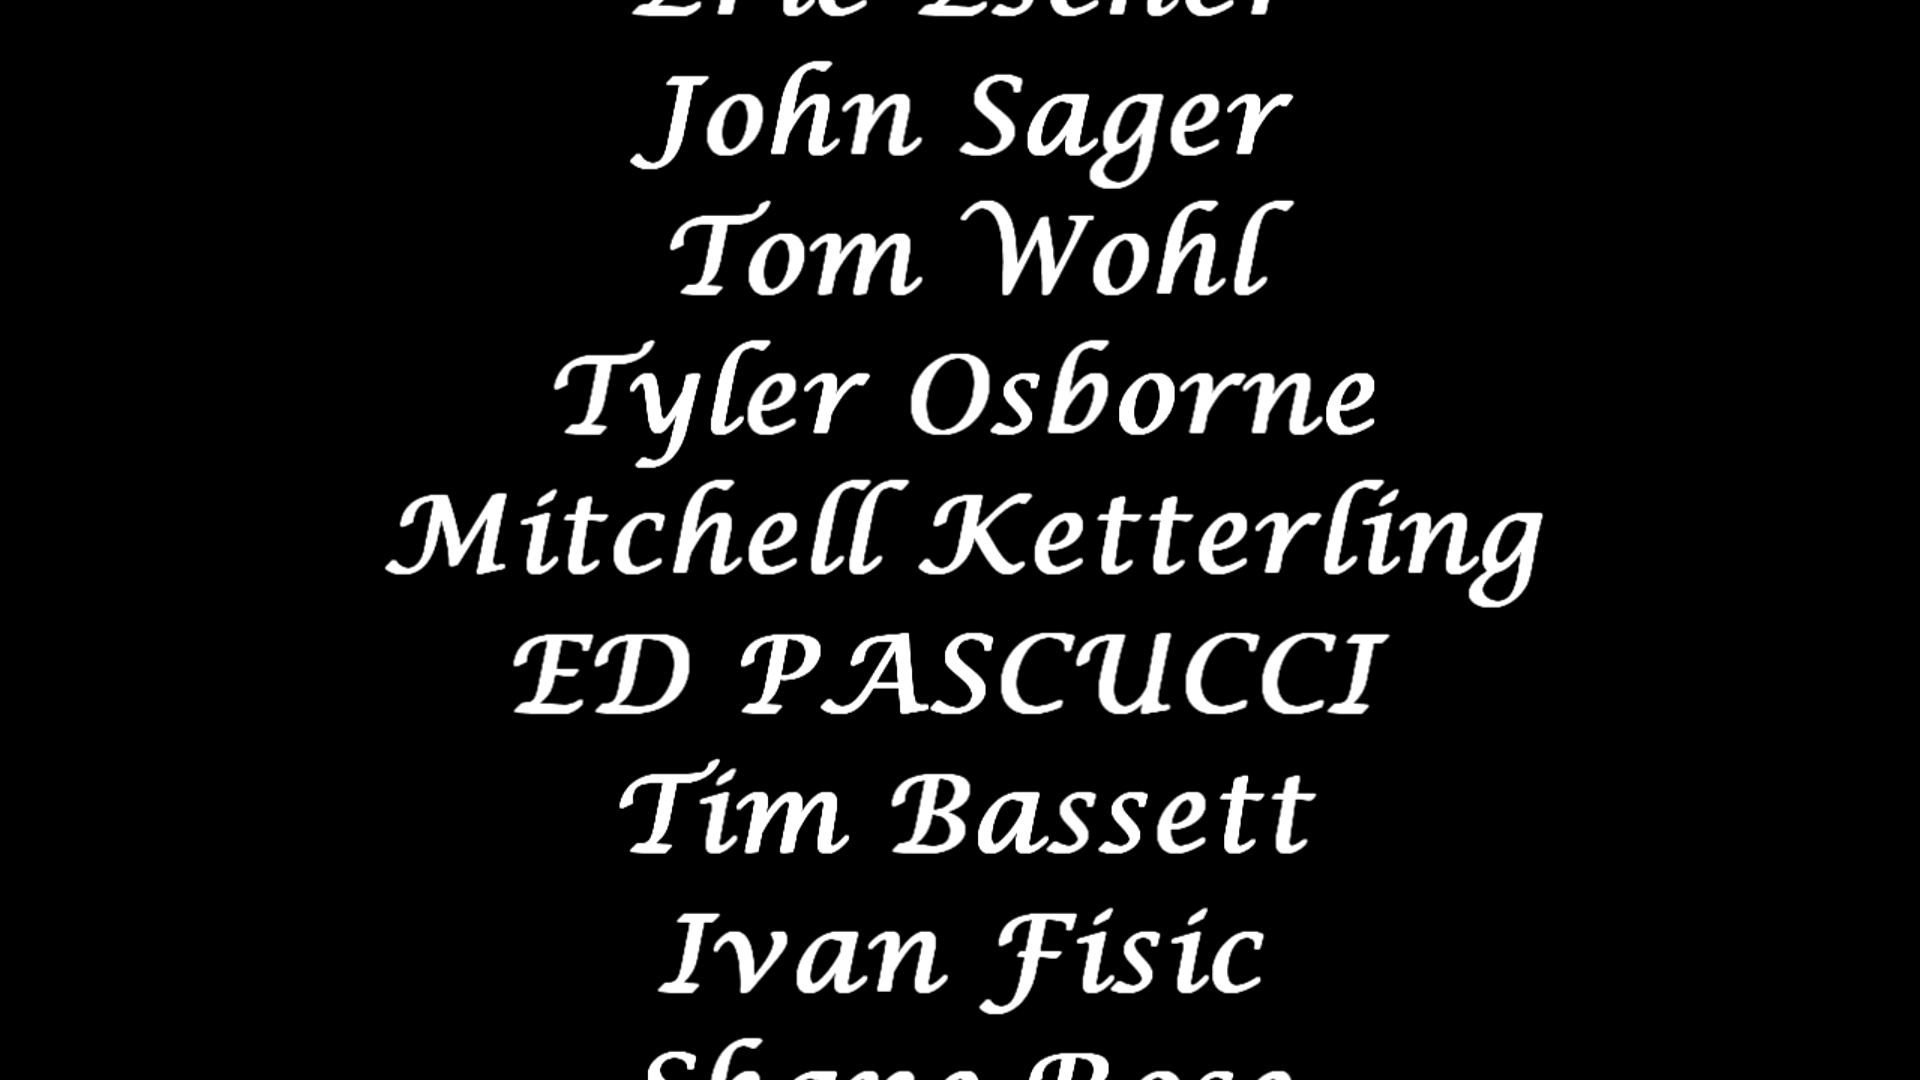 John Sager
Tom Wohl
Tyler Osborne
Mitchell Ketterling
ED PASCUCCI
Tim Bassett
Ivan Fisic